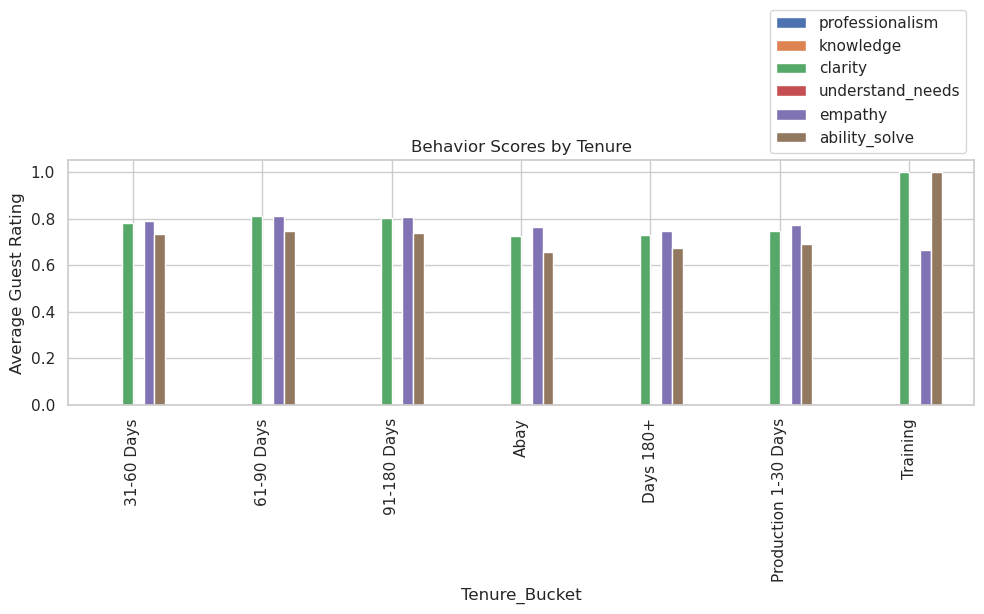 professionalism
knowledge
clarity
understand_needs
empathy
ability_solve
Behavior Scores by Tenure
Average Guest Rating
1.0
0.8
0.6
0.4
0.2
0.0
31-60 Days
61-90 Days
91-180 Days
Abay
Days 180+
Production 1-30 Days
Training
Tenure_Bucket